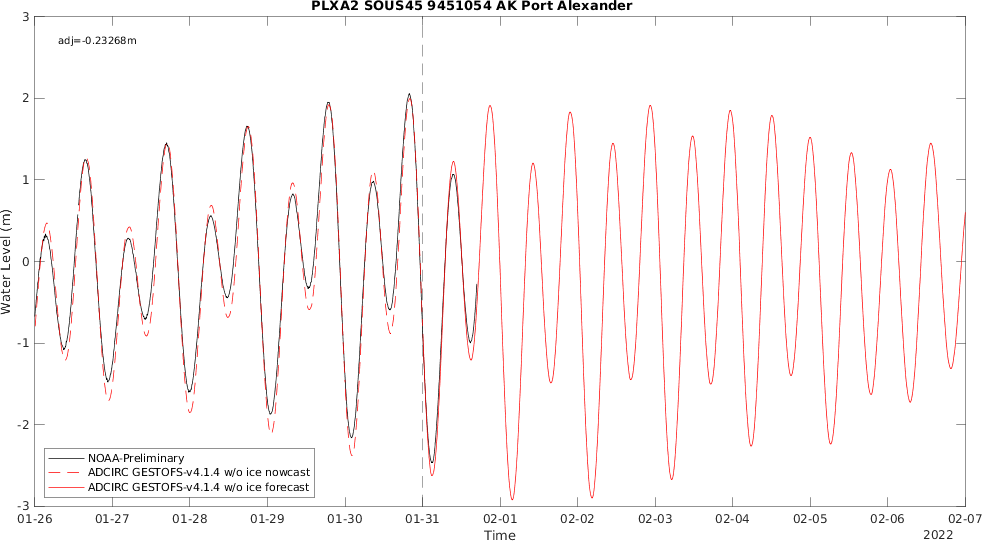 PLXA2 SOUS45 9451054 AK Port Alexander
adj=-0.23268m
Water Level (m)
3
2
1
0
-1
-2
-3
NOAA-Preliminary
ADCIRC GESTOFS-v4.1.4 w/o ice nowcast
ADCIRC GESTOFS-v4.1.4 w/o ice forecast
01-26 01-27 01-28 01-29 01-30 01-31 02-01 02-02 02-03 02-04 02-05 02-06 02-07
Time
2022